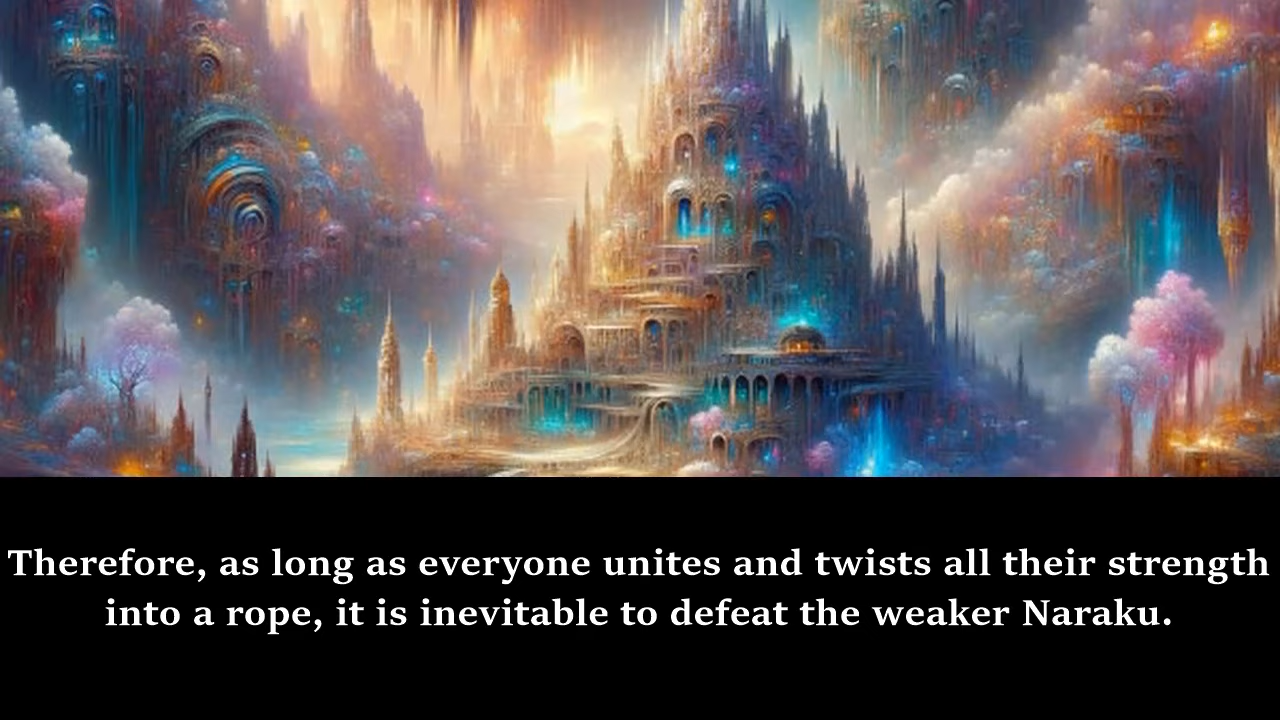 Therefore, as long as everyone unites and twists all their strength
into a rope, it is inevitable to defeat the weaker Naraku.